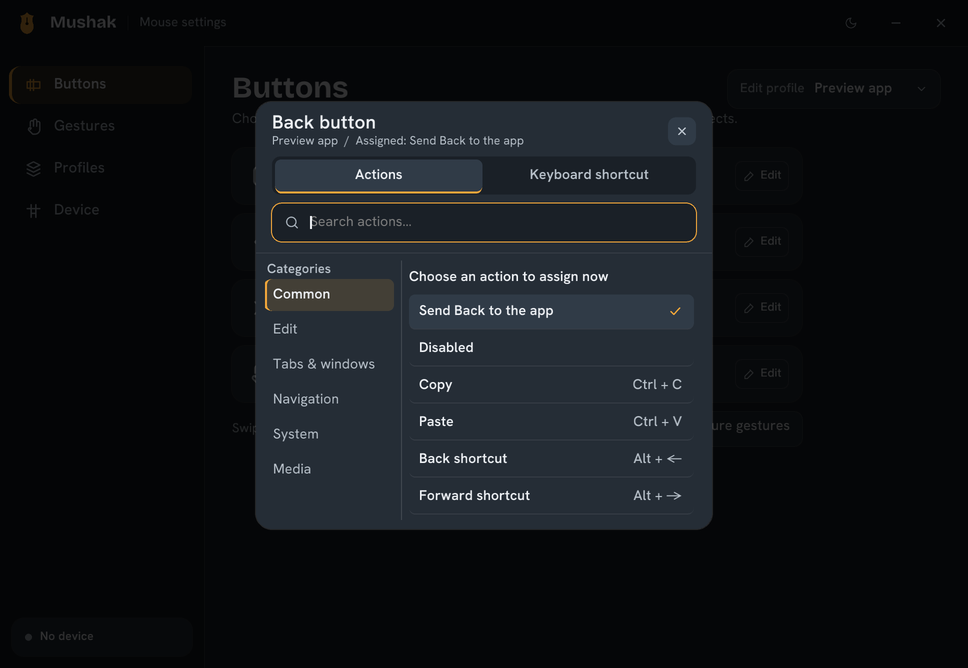 Mushak
Mouse settings
Buttons
Gestures
Profiles
Device
No device
Buttons
Edit profile Preview app
Edit
Edit
Edit
Edit
gestures
Back button
Preview app / Assigned: Send Back to the app
Actions
Keyboard shortcut
Search actions...
Categories
Common
Edit
Tabs & windows
Navigation
System
Media
Choose an action to assign now
Send Back to the app
Disabled
Copy Ctrl + C
Paste Ctrl + V
Back shortcut Alt + ←
Forward shortcut Alt + →